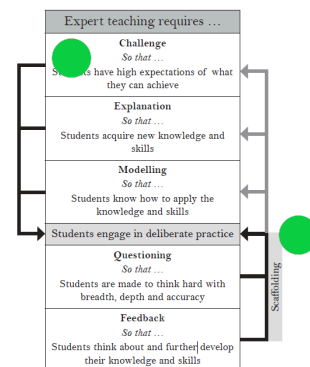 Expert teaching requires …
Challenge
So that …
have high expectations of what
they can achieve
Explanation
So that …
Students acquire new knowledge and
skills
Modelling
So that …
Students know how to apply the
knowledge and skills
Students engage in deliberate practice
Questioning
So that …
Students are made to think hard with
breadth, depth and accuracy
Feedback
So that …
Students think about and further develop
their knowledge and skills
Scaffolding